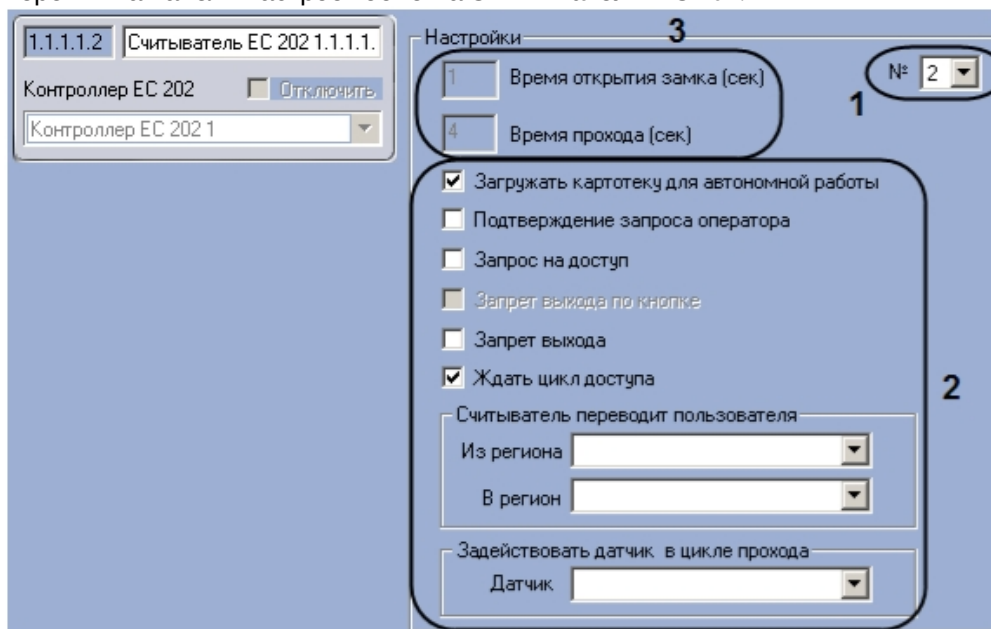 1.1.1.1.2 Считыватель EC 202 1.1.1.1.
Контроллер EC 202 Отключить
Контроллер EC 202 1
Настройки
3
1 Время открытия замка (сек)
4 Время прохода (сек)
№ 2
1
Загружать картотеку для автономной работы
Подтверждение запроса оператора
Запрос на доступ
Запрет выхода по кнопке
Запрет выхода
Ждать цикл доступа
2
Считыватель переводит пользователя
Из региона
В регион
Задействовать датчик в цикле прохода
Датчик